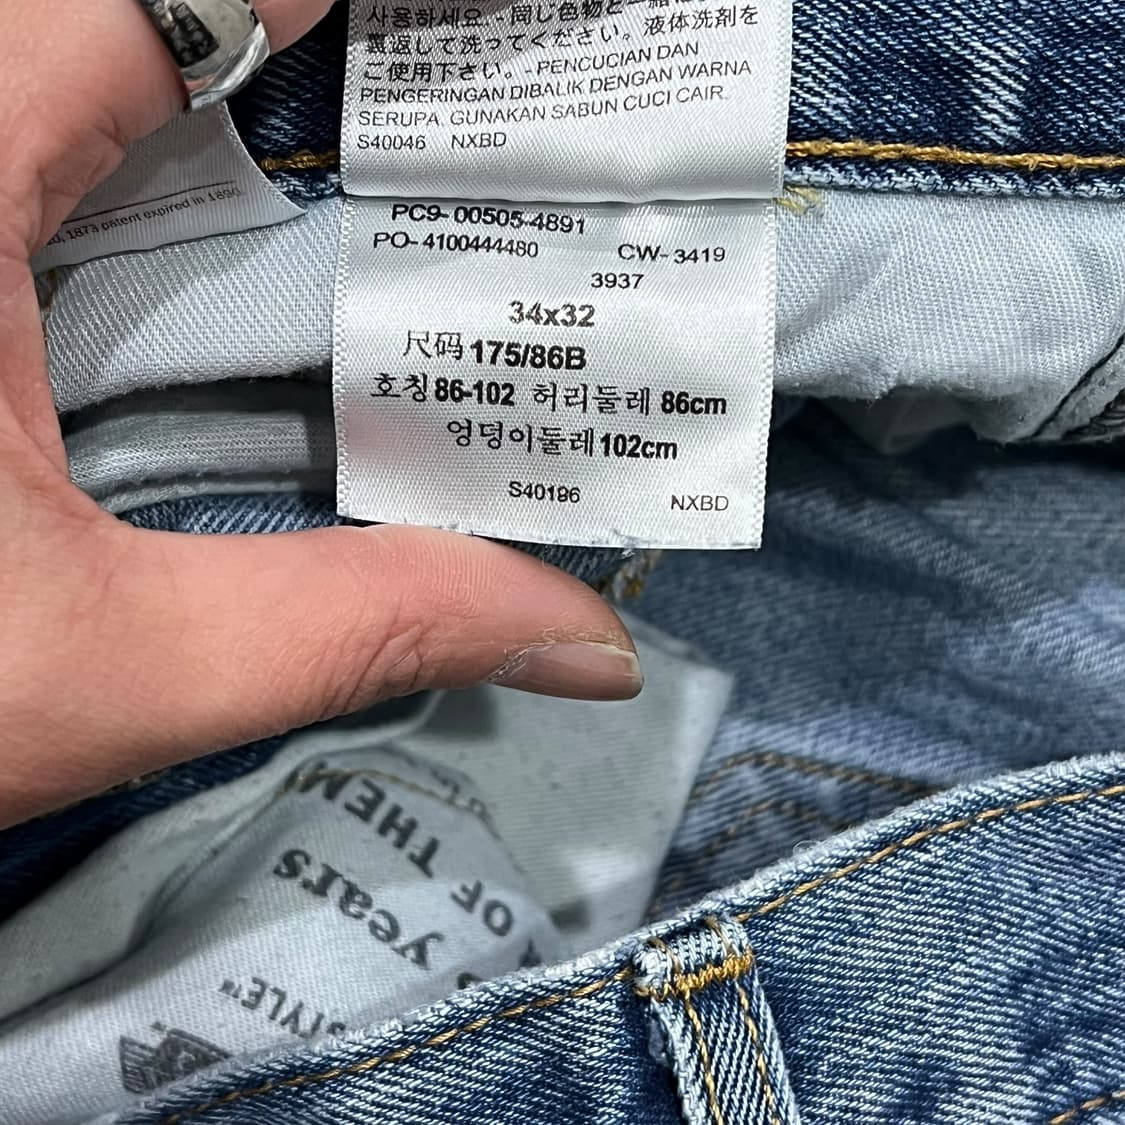 사용하세요. - 同じ色物と一緒に
裏返して洗ってください。液体洗剤を
ご使用下さい。- PENCUCIAN DAN
PENGERINGAN DIBALIK DENGAN WARNA
SERUPA. GUNAKAN SABUN CUCI CAIR.
S40046 NXBD
1873 patent expired in 1890.
PC9- 00505-4891
PO- 4100444480 CW- 3419
3937
34x32
尺码 175/86B
호칭 86-102 허리둘레 86cm
엉덩이둘레 102cm
S40196 NXBD
OF THEM
years
STYLE™